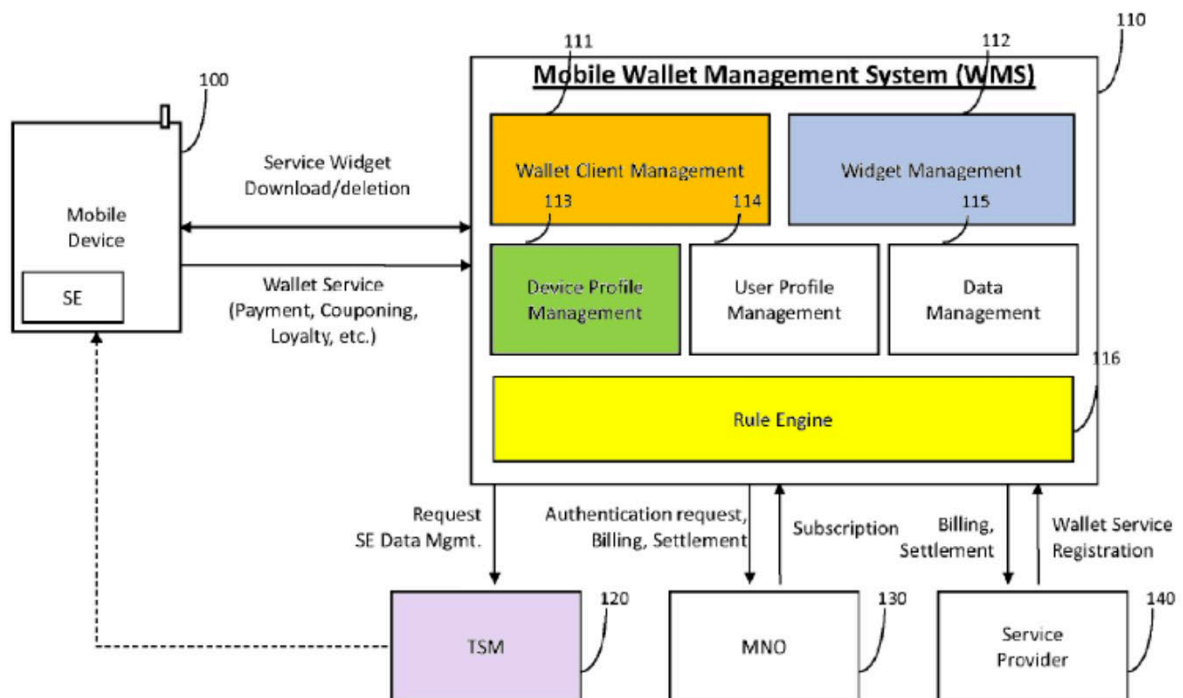 110
111
112
Mobile Wallet Management System (WMS)
100
Wallet Client Management
Widget Management
Service Widget
Download/deletion
113
114
115
Mobile
Device
SE
Wallet Service
(Payment, Couponing,
Loyalty, etc.)
Device Profile
Management
User Profile
Management
Data
Management
116
Rule Engine
Request
SE Data Mgmt.
Authentication request,
Billing, Settlement
Subscription
Billing,
Settlement
Wallet Service
Registration
120
130
140
TSM
MNO
Service
Provider